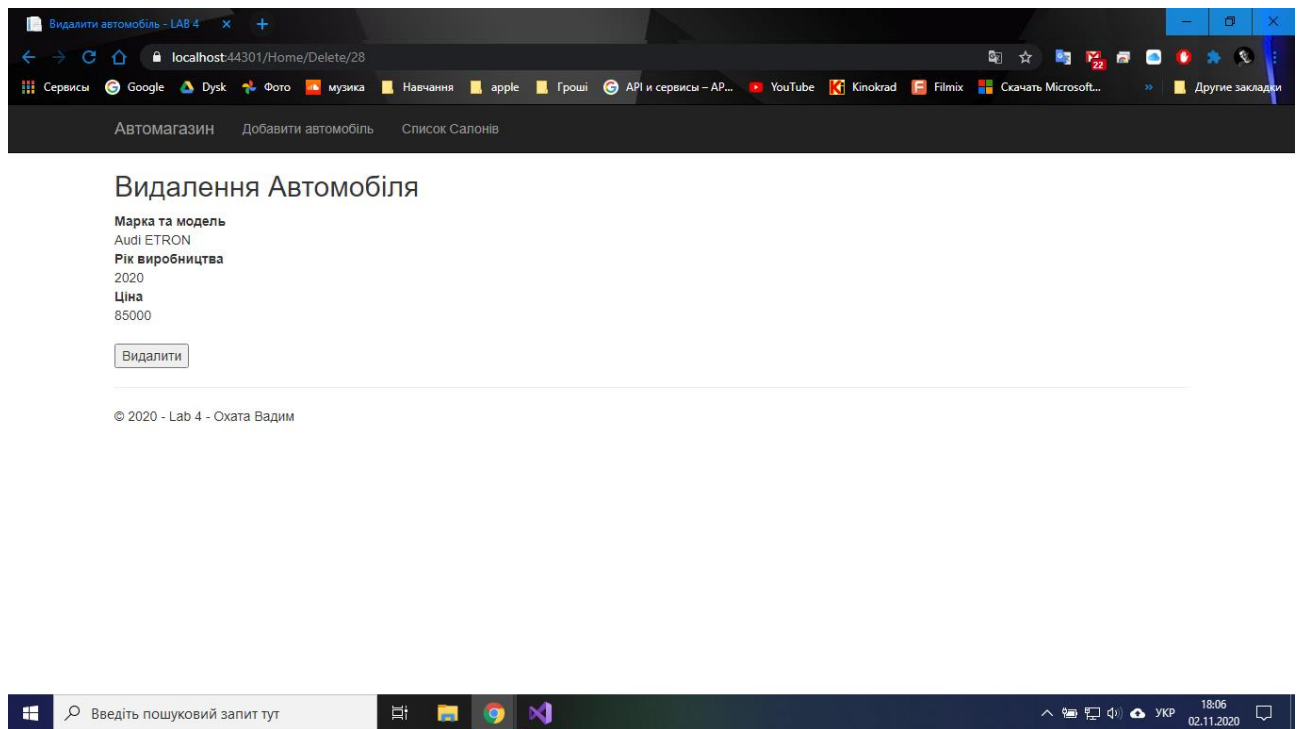 Видалити автомобіль - LAB 4
localhost:44301/Home/Delete/28
22
Сервисы Google Dysk Фото музика Навчання apple Гроші API и сервисы – AP... YouTube Kinokrad Filmix Скачать Microsoft... » Другие закладки
Автомагазин Добавити автомобіль Список Салонів
Видалення Автомобіля
Марка та модель
Audi ETRON
Рік виробництва
2020
Ціна
85000
Видалити
© 2020 - Lab 4 - Охата Вадим
Введіть пошуковий запит тут
УКР
18:06
02.11.2020